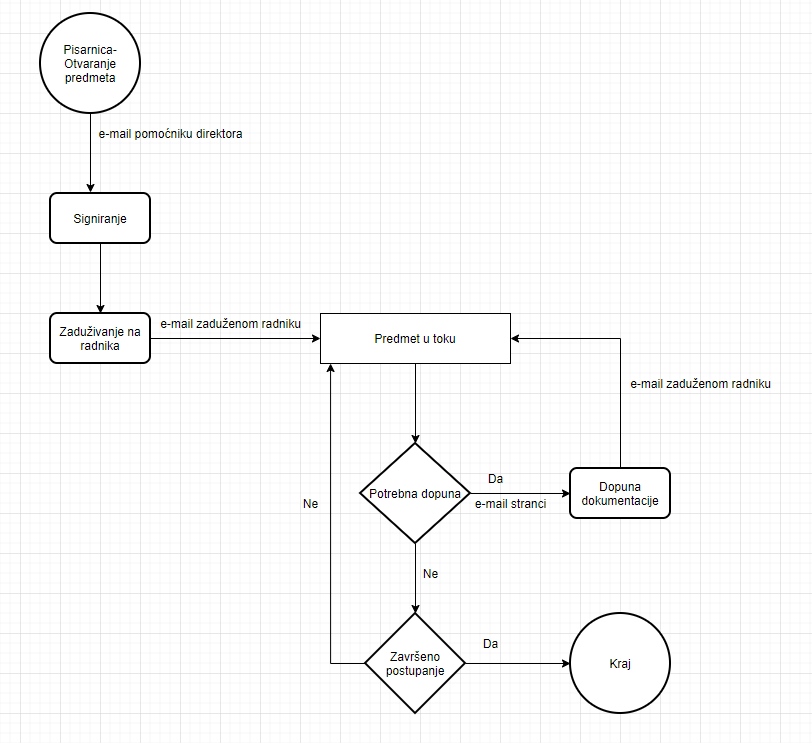 Pisarnica-
Otvaranje
predmeta
e-mail pomoćniku direktora
Signiranje
Zaduživanje na
radnika
e-mail zaduženom radniku
Predmet u toku
e-mail zaduženom radniku
Potrebna dopuna
Da
e-mail stranci
Dopuna
dokumentacije
Ne
Ne
Završeno
postupanje
Da
Kraj